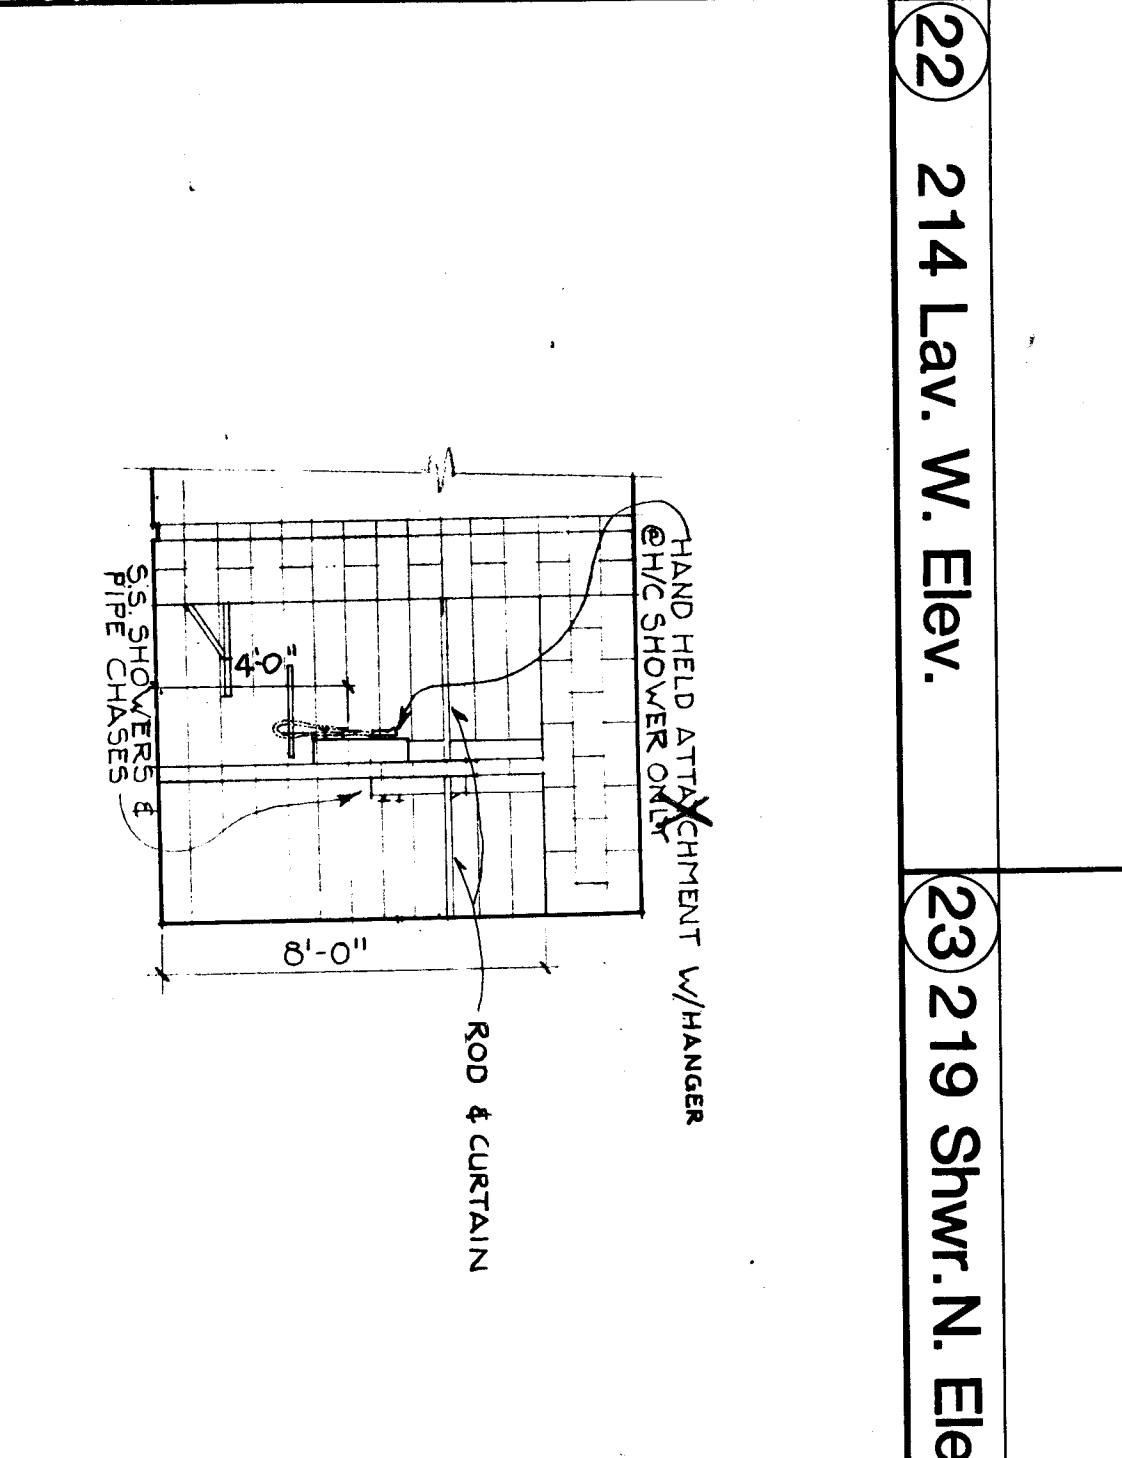 22 214 Lav. W. Elev.
23 219 Shwr. N. Ele
HAND HELD ATTACHMENT W/HANGER
@H/C SHOWER ONLY
ROD & CURTAIN
4'-0"
8'-0"
S.S. SHOWERS &
PIPE CHASES